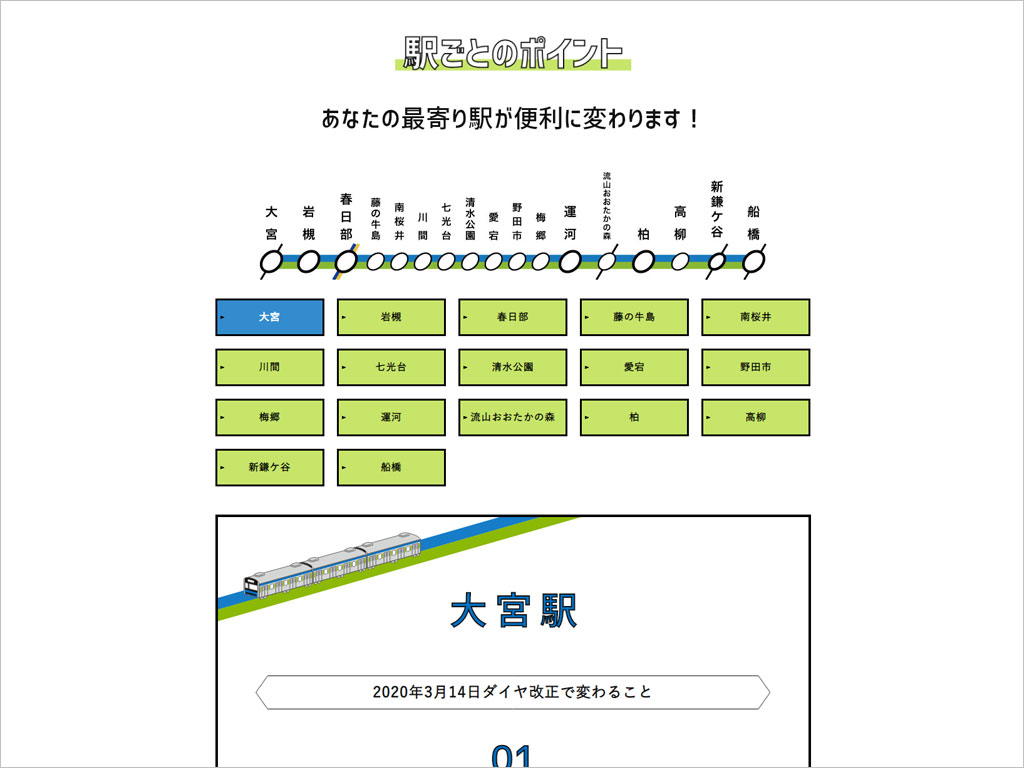 駅ごとのポイント
あなたの最寄り駅が便利に変わります！
大宮
岩槻
春日部
藤の牛島
南桜井
川間
七光台
清水公園
愛宕
野田市
梅郷
運河
流山おおたかの森
柏
高柳
新鎌ケ谷
船橋
大宮 岩槻 春日部 藤の牛島 南桜井
川間 七光台 清水公園 愛宕 野田市
梅郷 運河 流山おおたかの森 柏 高柳
新鎌ケ谷 船橋
大宮駅
2020年3月14日ダイヤ改正で変わること
01